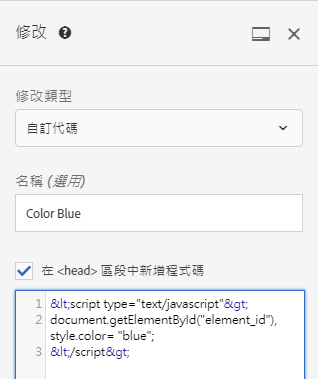 修改
修改類型
自訂代碼
名稱 (選用)
Color Blue
在 <head> 區段中新增程式碼
1 &lt;script type="text/javascript"&gt;
2 document.getElementById("element_id"),
style.color= "blue";
3 &lt;/script&gt;